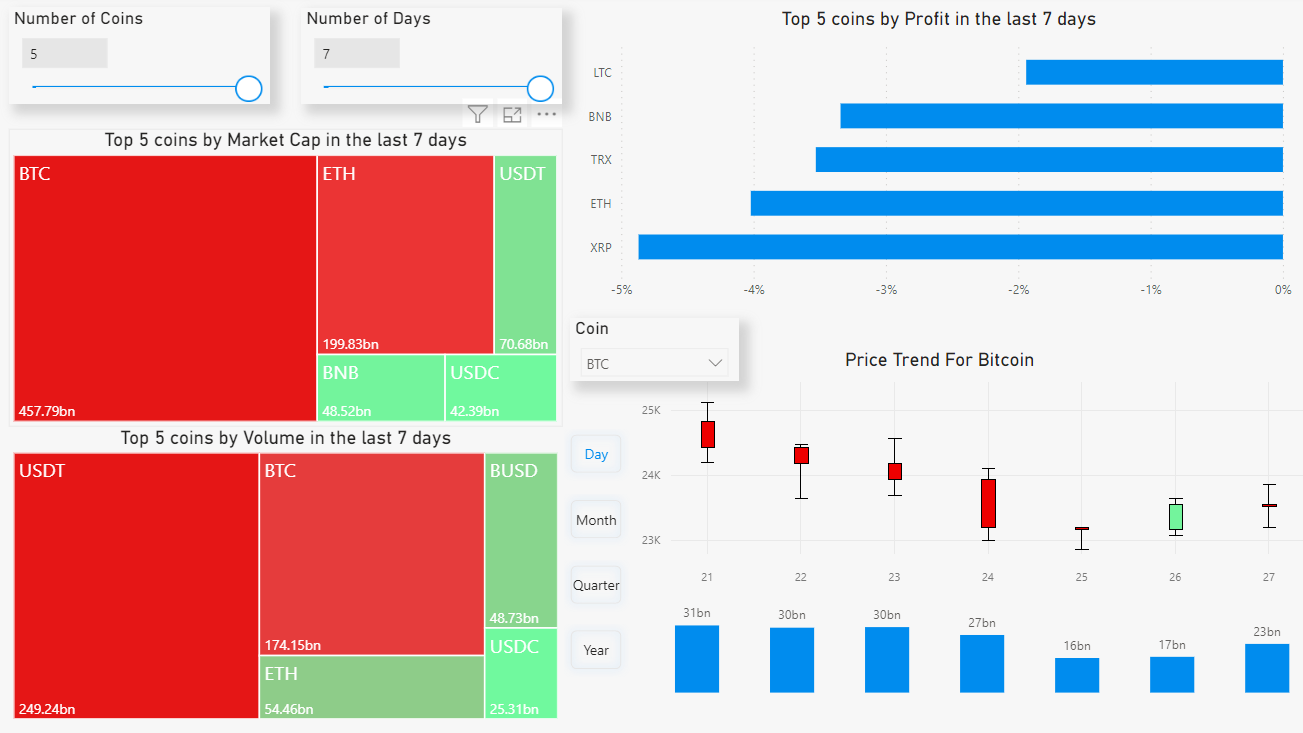 Number of Coins
5
Number of Days
7
Top 5 coins by Market Cap in the last 7 days
BTC
457.79bn
ETH
199.83bn
USDT
70.68bn
BNB
48.52bn
USDC
42.39bn
Top 5 coins by Volume in the last 7 days
USDT
249.24bn
BTC
174.15bn
BUSD
48.73bn
ETH
54.46bn
USDC
25.31bn
Top 5 coins by Profit in the last 7 days
LTC
BNB
TRX
ETH
XRP
-5% -4% -3% -2% -1% 0%
Coin
BTC
Day
Month
Quarter
Year
Price Trend For Bitcoin
25K
24K
23K
21 22 23 24 25 26 27
31bn 30bn 30bn 27bn 16bn 17bn 23bn